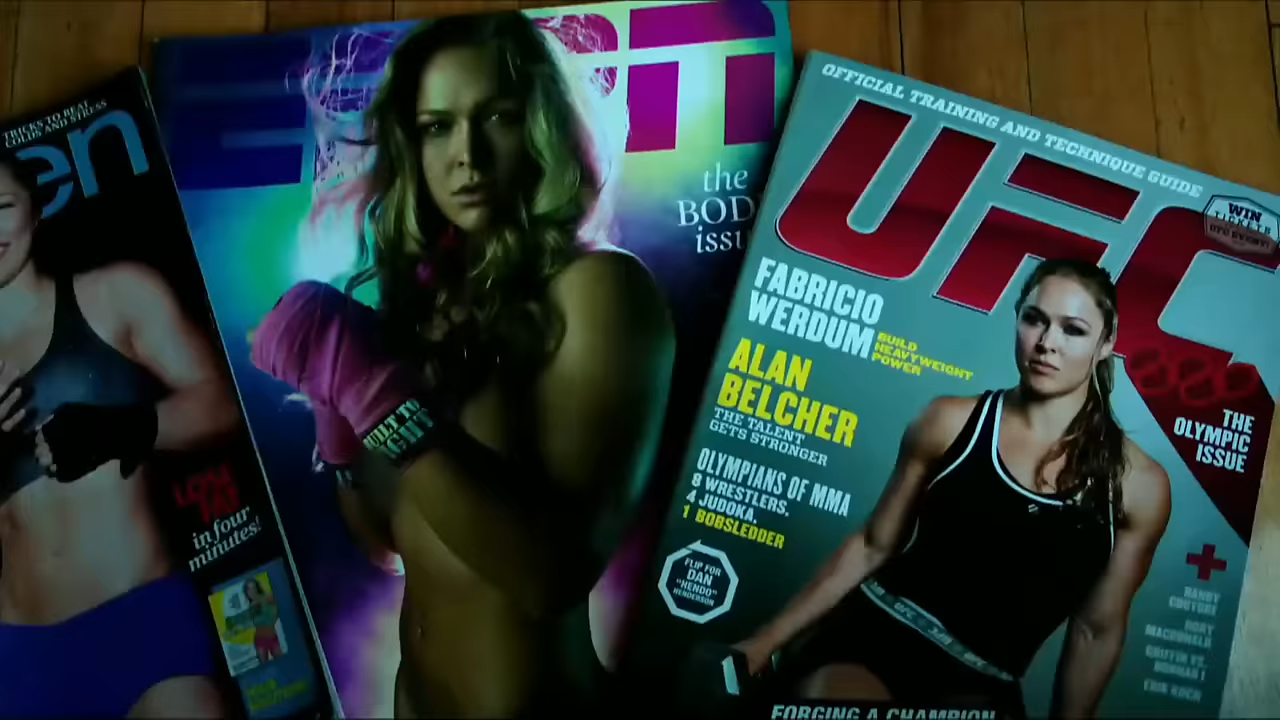 TRICKS TO BEAT
COLDS AND STRESS
en
in four
minutes!
ESPN
the
BODY
issu
BUILT TO
FIGHT
OFFICIAL TRAINING AND TECHNIQUE GUIDE
UFC
WIN
TICKETS
FABRICIO
WERDUM
BUILD
HEAVYWEIGHT
POWER
ALAN
BELCHER
THE TALENT
GETS STRONGER
OLYMPIANS OF MMA
8 WRESTLERS,
4 JUDOKA,
1 BOBSLEDDER
FLIP FOR
DAN
"HENDO"
HENDERSON
THE
OLYMPIC
ISSUE
RANDY
COUTURE
RORY
MACDONALD
GRIFFIN VS.
BONNAR I
ERIK KOCH
FORGING A CHAMPION